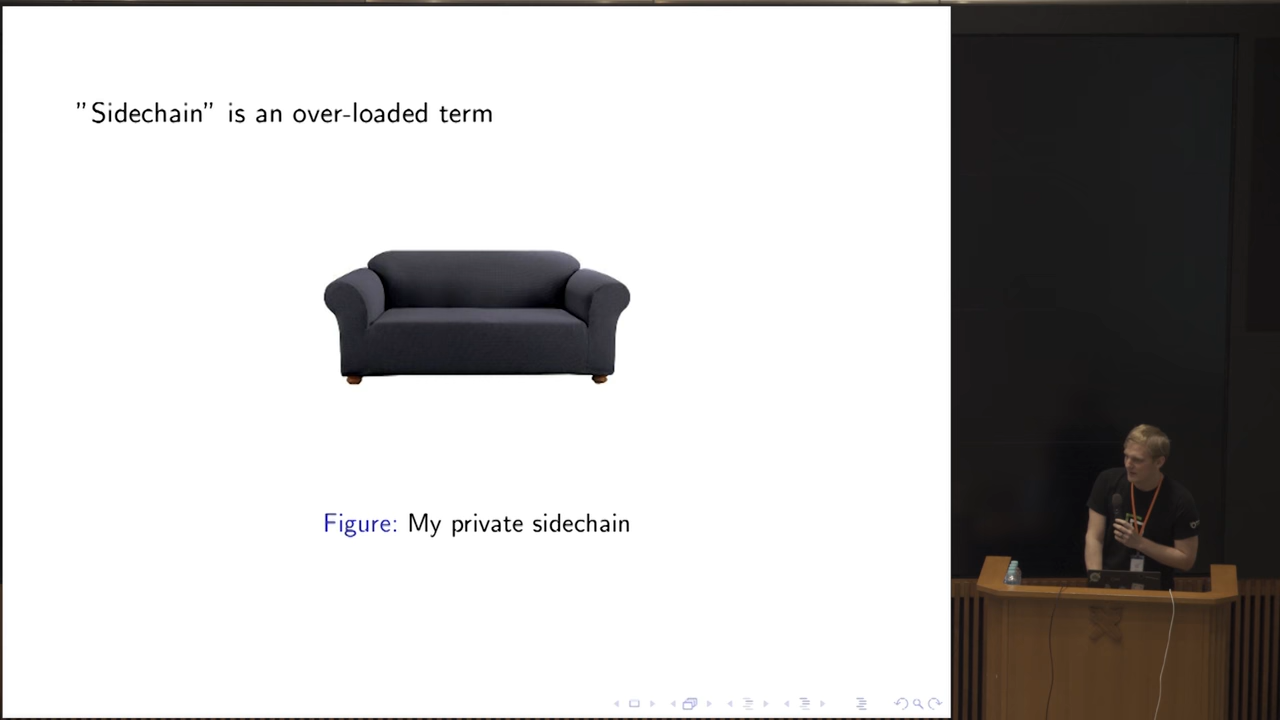 ”Sidechain” is an over-loaded term
Figure: My private sidechain